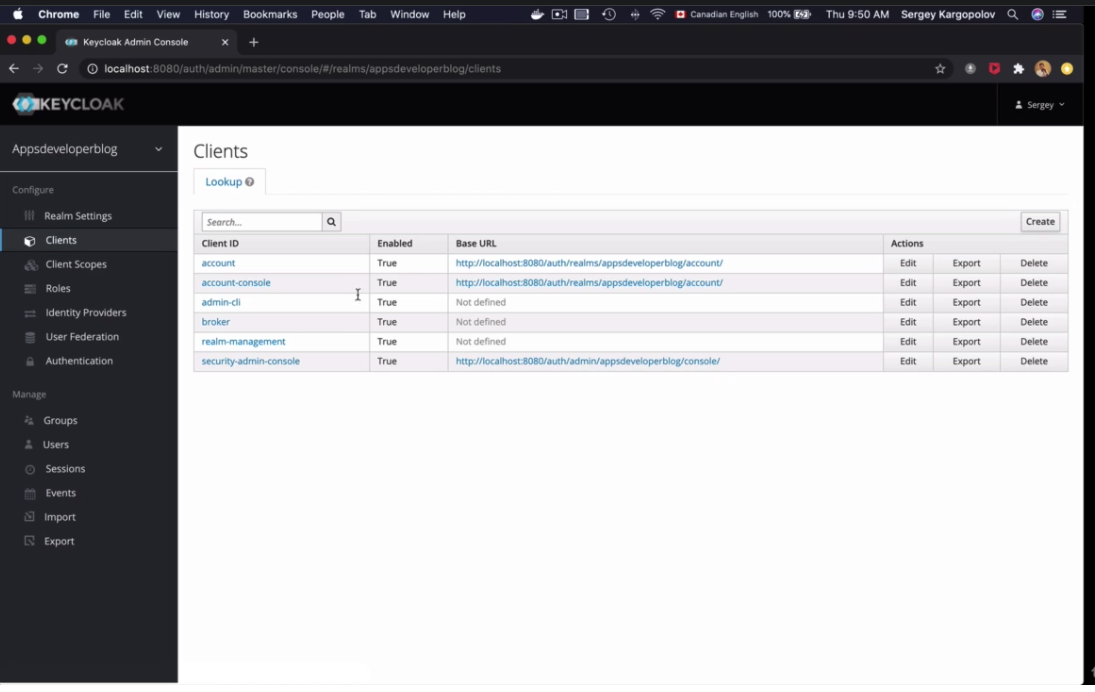 Chrome File Edit View History Bookmarks People Tab Window Help Canadian English 100% Thu 9:50 AM Sergey Kargopolov
Keycloak Admin Console
localhost:8080/auth/admin/master/console/#/realms/appsdeveloperblog/clients
KEYCLOAK
Sergey
Appsdeveloperblog
Configure
Realm Settings
Clients
Client Scopes
Roles
Identity Providers
User Federation
Authentication
Manage
Groups
Users
Sessions
Events
Import
Export
Clients
Lookup
Search...
Create
Client ID Enabled Base URL Actions
account True http://localhost:8080/auth/realms/appsdeveloperblog/account/ Edit Export Delete
account-console True http://localhost:8080/auth/realms/appsdeveloperblog/account/ Edit Export Delete
admin-cli True Not defined Edit Export Delete
broker True Not defined Edit Export Delete
realm-management True Not defined Edit Export Delete
security-admin-console True http://localhost:8080/auth/admin/appsdeveloperblog/console/ Edit Export Delete